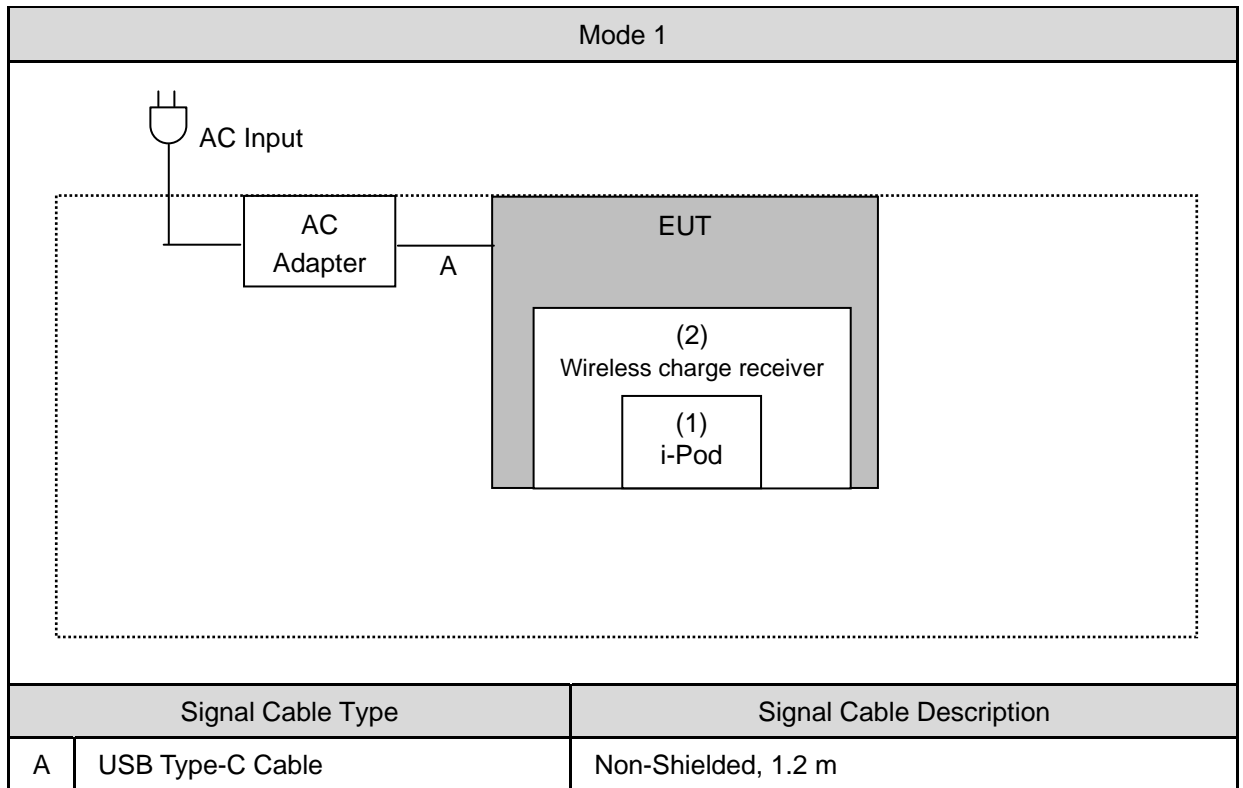 Mode 1
AC Input
AC
Adapter
A
EUT
(2)
Wireless charge receiver
(1)
i-Pod
Signal Cable Type
Signal Cable Description
A
USB Type-C Cable
Non-Shielded, 1.2 m